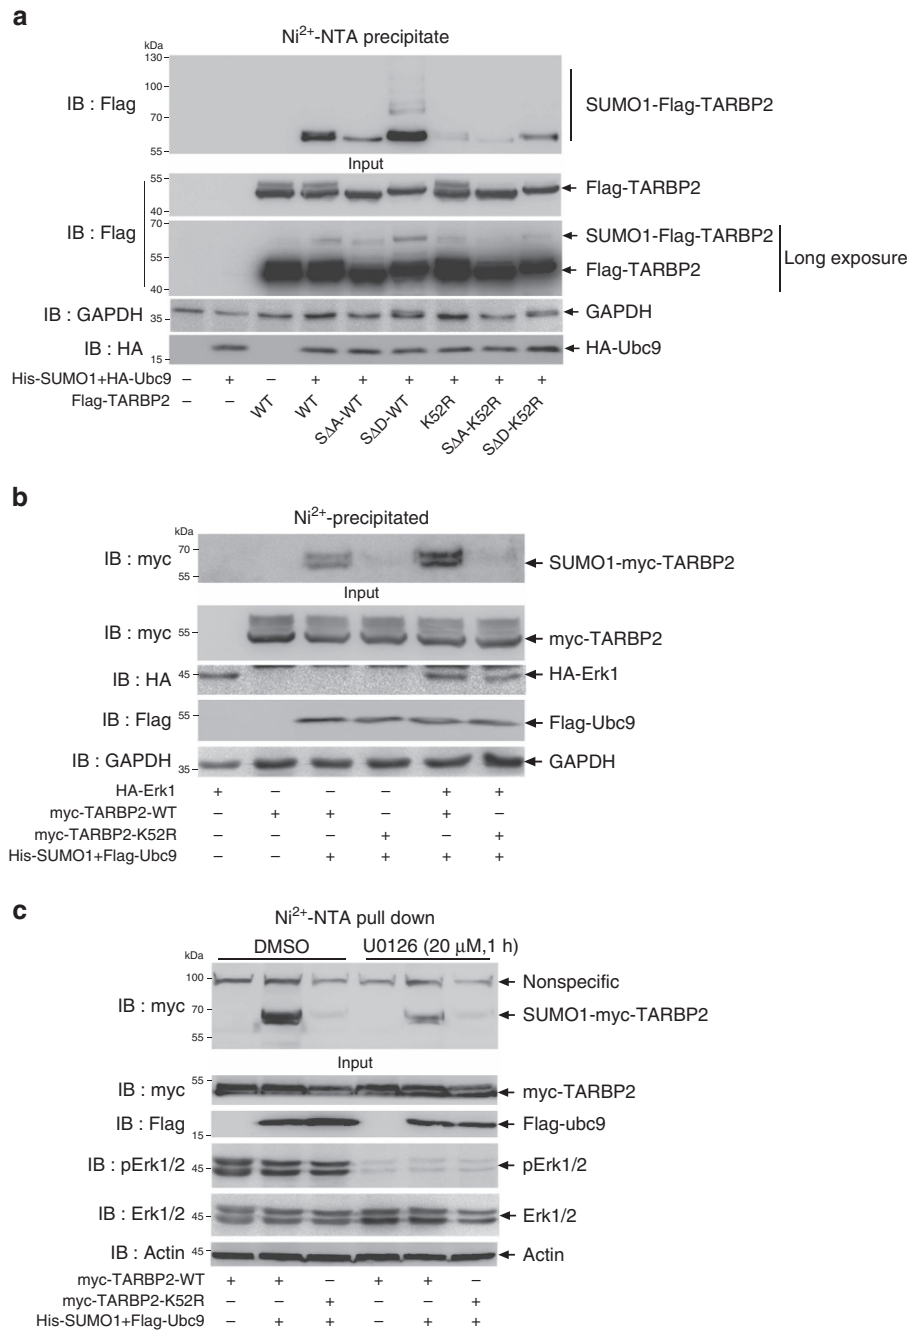 a
Ni2+-NTA precipitate
kDa
130
100
70
55
IB : Flag
SUMO1-Flag-TARBP2
Input
55
40
Flag-TARBP2
IB : Flag
70
55
40
SUMO1-Flag-TARBP2
Flag-TARBP2
Long exposure
IB : GAPDH
35
GAPDH
IB : HA
15
HA-Ubc9
His-SUMO1+HA-Ubc9 – + – + + + + + +
Flag-TARBP2 – – WT WT SΔA-WT SΔD-WT K52R SΔA-K52R SΔD-K52R
b
Ni2+-precipitated
kDa
IB : myc
70
55
SUMO1-myc-TARBP2
Input
IB : myc
55
myc-TARBP2
IB : HA
45
HA-Erk1
IB : Flag
55
Flag-Ubc9
IB : GAPDH
35
GAPDH
HA-Erk1 + – – – + +
myc-TARBP2-WT – + + – + –
myc-TARBP2-K52R – – – + – +
His-SUMO1+Flag-Ubc9 – – + + + +
c
Ni2+-NTA pull down
DMSO U0126 (20 μM,1 h)
kDa
100
70
55
IB : myc
Nonspecific
SUMO1-myc-TARBP2
Input
IB : myc
55
myc-TARBP2
IB : Flag
15
Flag-ubc9
IB : pErk1/2
45
pErk1/2
IB : Erk1/2
45
Erk1/2
IB : Actin
45
Actin
myc-TARBP2-WT + + – + + –
myc-TARBP2-K52R – – + – – +
His-SUMO1+Flag-Ubc9 – + + – + +